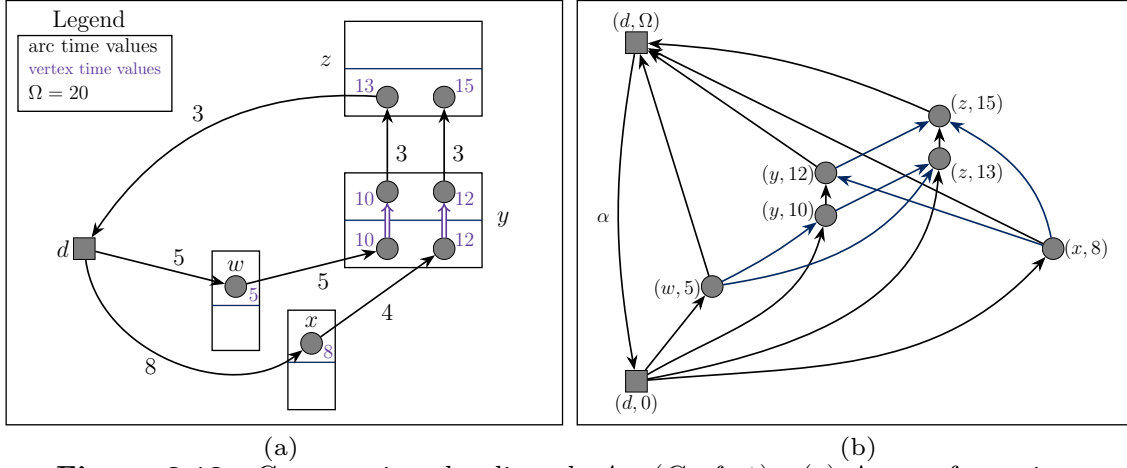 Legend
arc time values
vertex time values
Ω = 20
z
13
15
3
3
3
10
12
y
10
12
d
5
w
5
5
x
8
4
8
(a)
(d, Ω)
(z, 15)
(y, 12)
(z, 13)
(y, 10)
α
(x, 8)
(w, 5)
(d, 0)
(b)
Figure